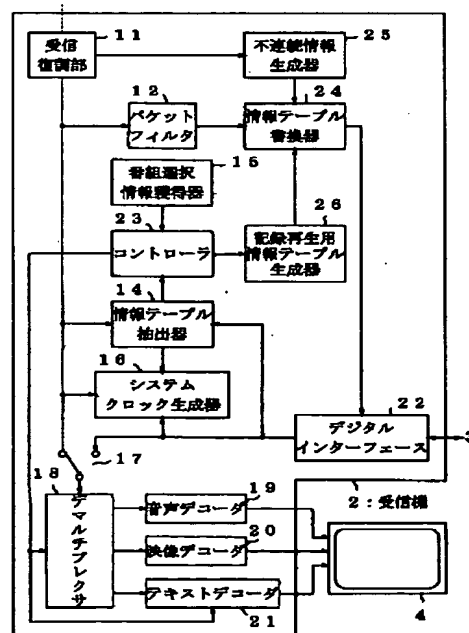 受信
復調部
11
不連続情報
生成器
25
12
パケット
フィルタ
24
情報テーブル
書換器
番組選択
情報獲得器
15
23
コントローラ
26
記録再生用
情報テーブル
生成器
14
情報テーブル
抽出器
16
システム
クロック生成器
22
デジタル
インターフェース
3
17
18
デマルチプレクサ
音声デコーダ
19
2：受信機
映像デコーダ
20
テキストデコーダ
21
4